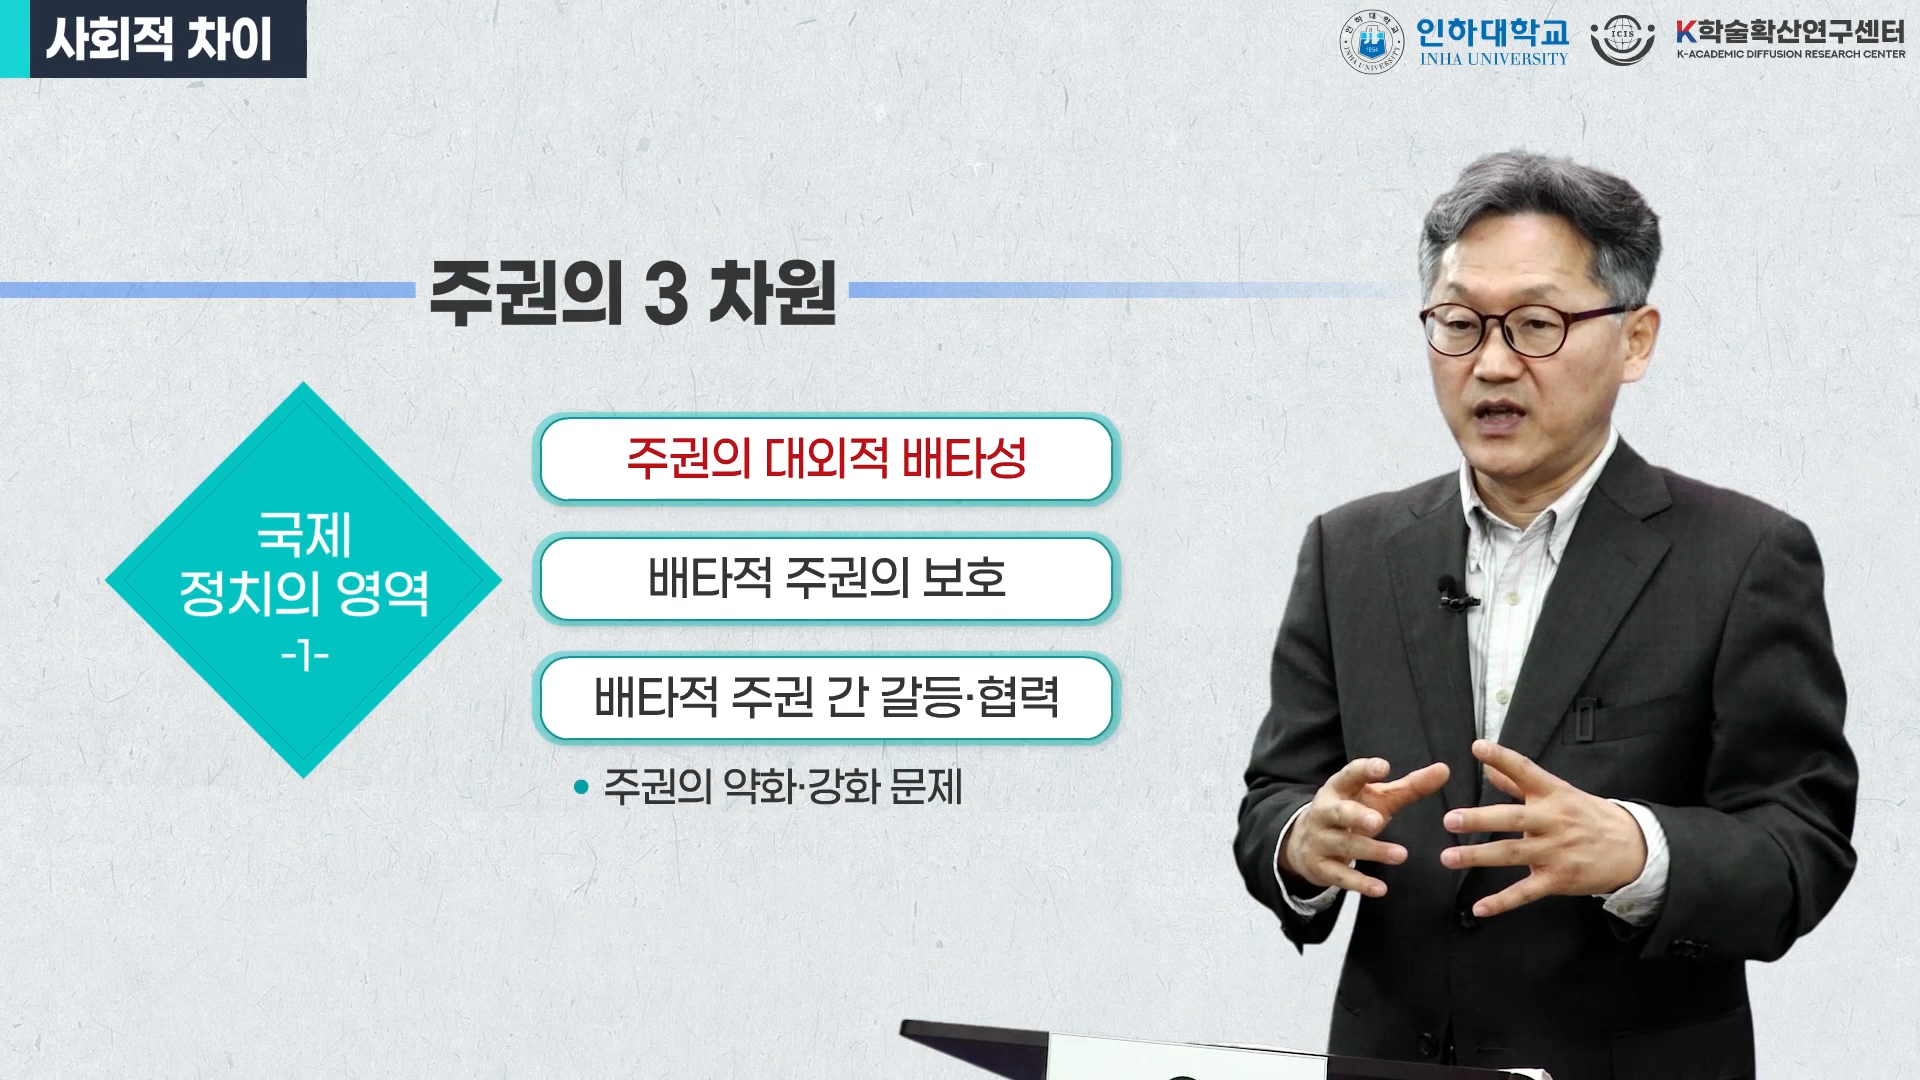 사회적 차이
인하대학교
INHA UNIVERSITY
ICIS
K학술확산연구센터
K-ACADEMIC DIFFUSION RESEARCH CENTER
주권의 3 차원
국제
정치의 영역
-1-
주권의 대외적 배타성
배타적 주권의 보호
배타적 주권 간 갈등·협력
• 주권의 약화·강화 문제